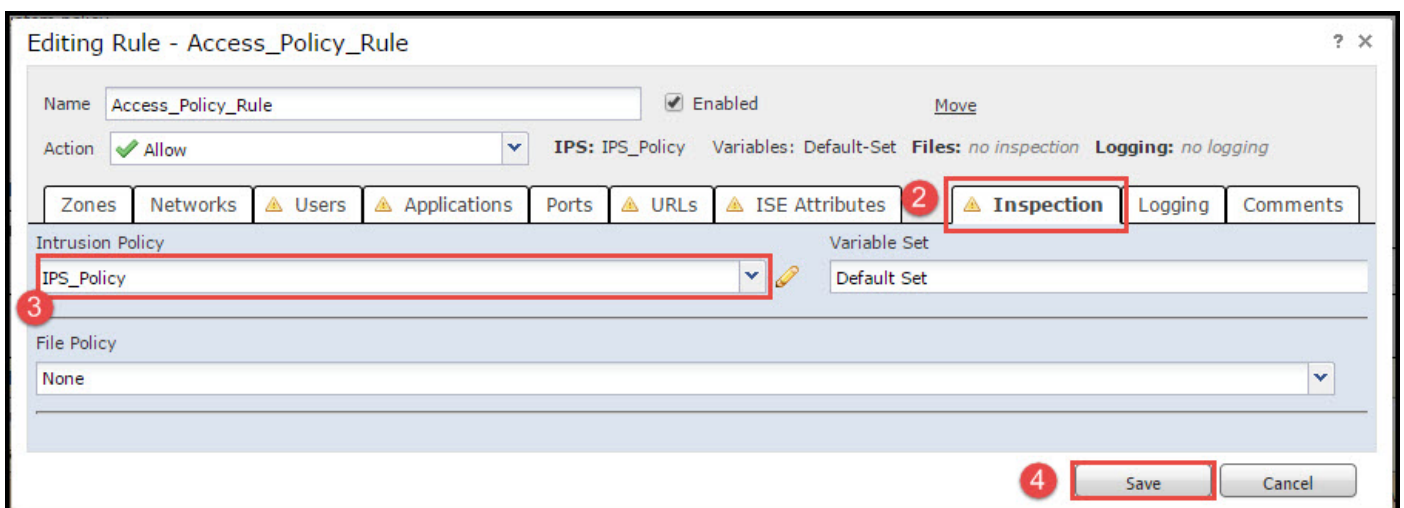 Editing Rule - Access_Policy_Rule ? ×
Name Access_Policy_Rule Enabled Move
Action Allow IPS: IPS_Policy Variables: Default-Set Files: no inspection Logging: no logging
Zones Networks Users Applications Ports URLs ISE Attributes 2 Inspection Logging Comments
Intrusion Policy Variable Set
IPS_Policy Default Set
3
File Policy
None
4 Save Cancel